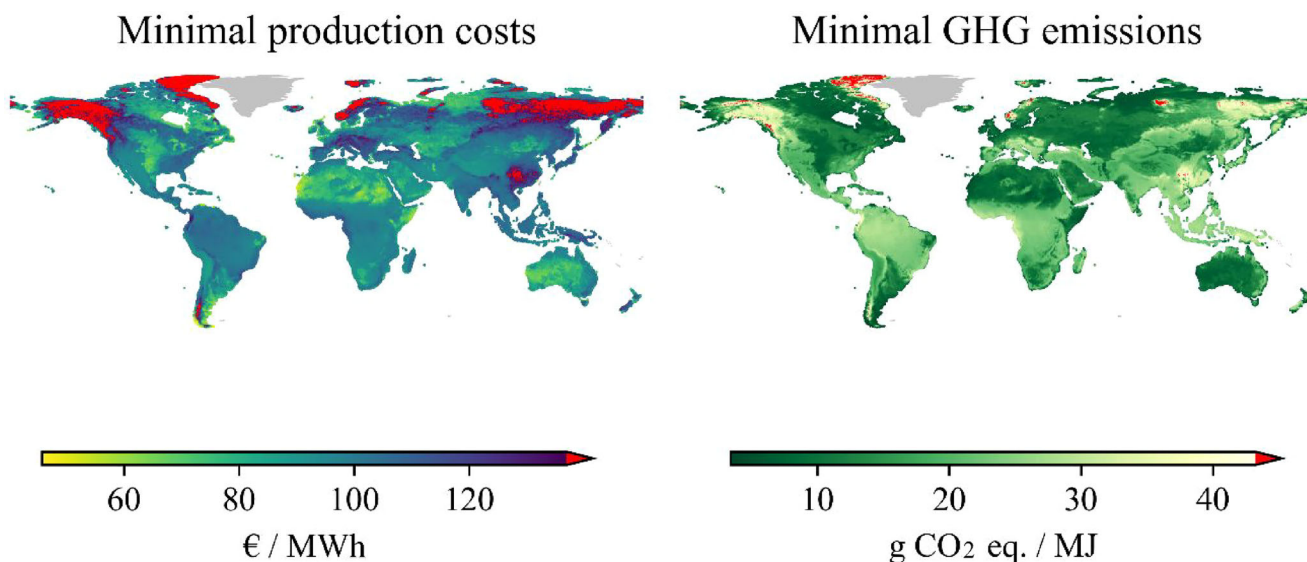 Minimal production costs
Minimal GHG emissions
60 80 100 120
€ / MWh
10 20 30 40
g CO₂ eq. / MJ